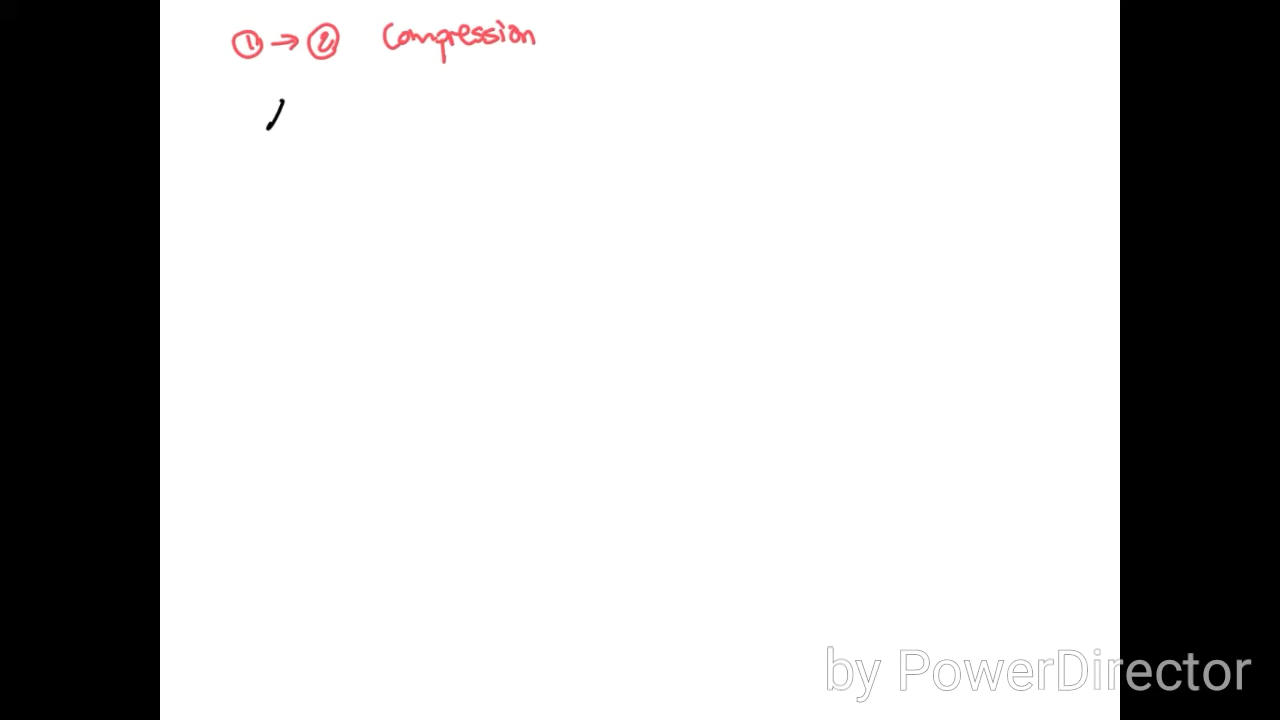 ① → ② Compression
by PowerDirector